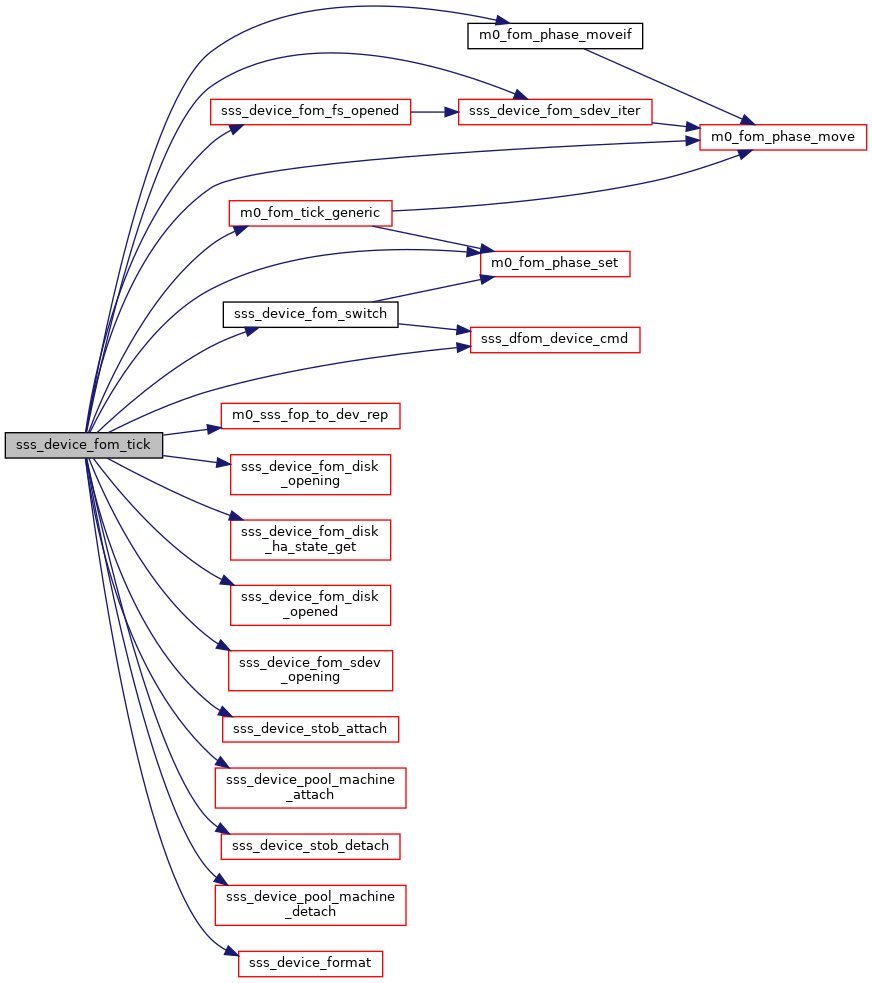 m0_fom_phase_moveif
sss_device_fom_fs_opened
sss_device_fom_sdev_iter
m0_fom_phase_move
m0_fom_tick_generic
m0_fom_phase_set
sss_device_fom_switch
sss_dfom_device_cmd
m0_sss_fop_to_dev_rep
sss_device_fom_tick
sss_device_fom_disk
_opening
sss_device_fom_disk
_ha_state_get
sss_device_fom_disk
_opened
sss_device_fom_sdev
_opening
sss_device_stob_attach
sss_device_pool_machine
_attach
sss_device_stob_detach
sss_device_pool_machine
_detach
sss_device_format